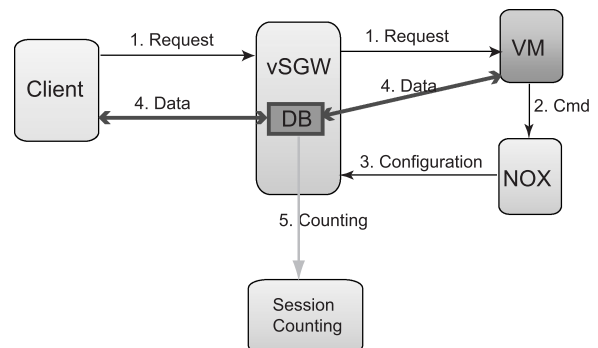 1. Request
1. Request
Client
vSGW
VM
4. Data
4. Data
DB
2. Cmd
3. Configuration
NOX
5. Counting
Session
Counting